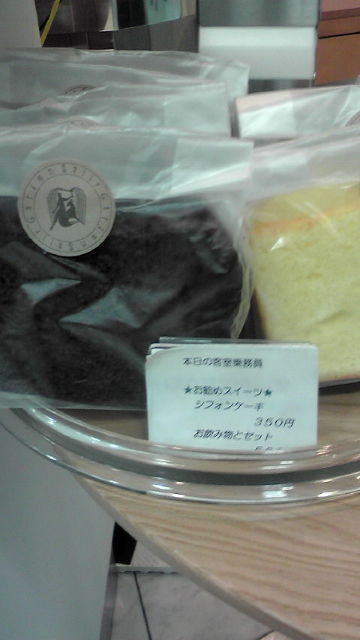 本日の客室乗務員
★お勧めスイーツ★
シフォンケーキ
350円
お飲み物とセット